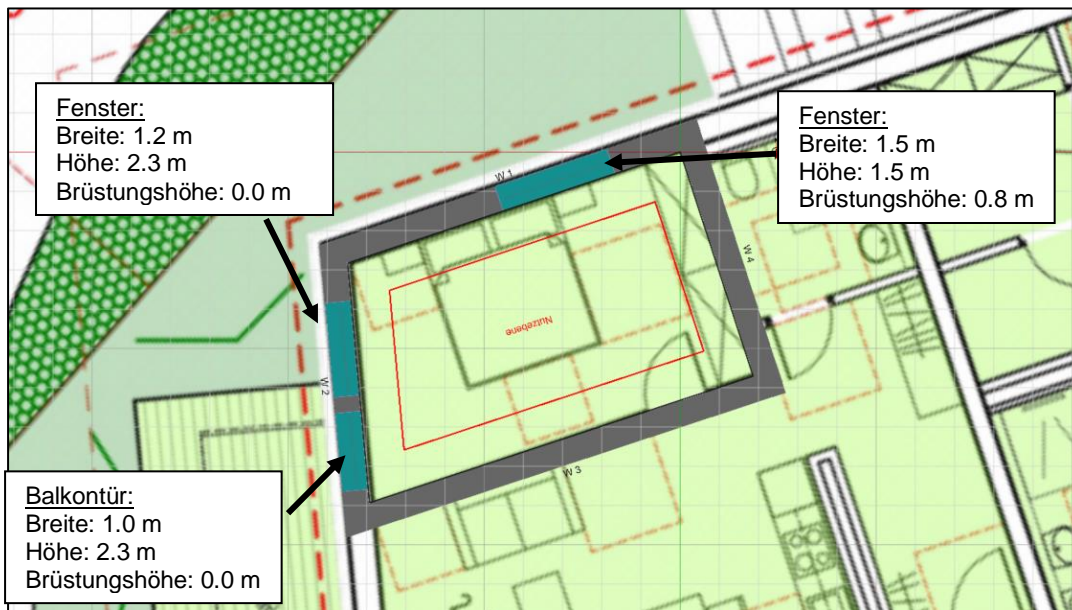 Fenster:
Breite: 1.2 m
Höhe: 2.3 m
Brüstungshöhe: 0.0 m
Fenster:
Breite: 1.5 m
Höhe: 1.5 m
Brüstungshöhe: 0.8 m
W 1
W 4
Nutzebene
W 2
W 3
Balkontür:
Breite: 1.0 m
Höhe: 2.3 m
Brüstungshöhe: 0.0 m